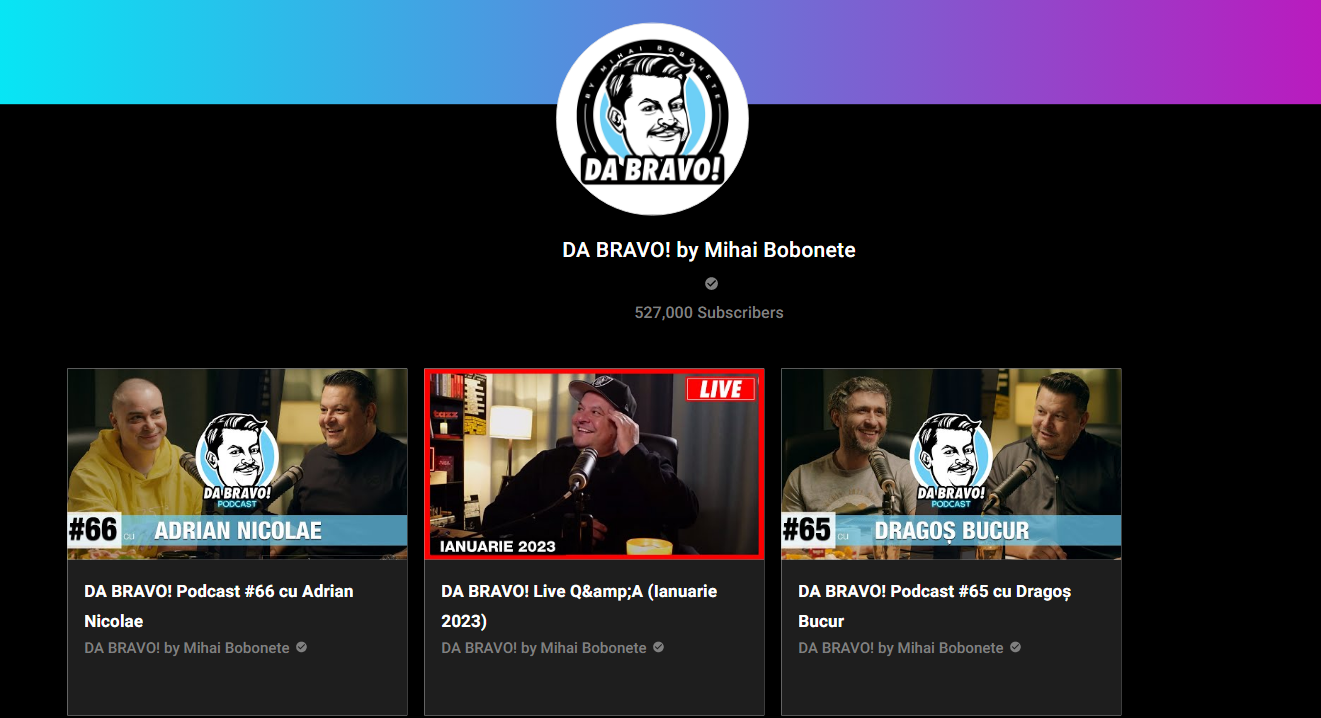 BY MIHAI BOBONETE
DA BRAVO!
DA BRAVO! by Mihai Bobonete
527,000 Subscribers
DA BRAVO!
PODCAST
#66 cu ADRIAN NICOLAE
DA BRAVO! Podcast #66 cu Adrian
Nicolae
DA BRAVO! by Mihai Bobonete
LIVE
IANUARIE 2023
DA BRAVO! Live Q&amp;A (Ianuarie
2023)
DA BRAVO! by Mihai Bobonete
DA BRAVO!
PODCAST
#65 cu DRAGOȘ BUCUR
DA BRAVO! Podcast #65 cu Dragoș
Bucur
DA BRAVO! by Mihai Bobonete